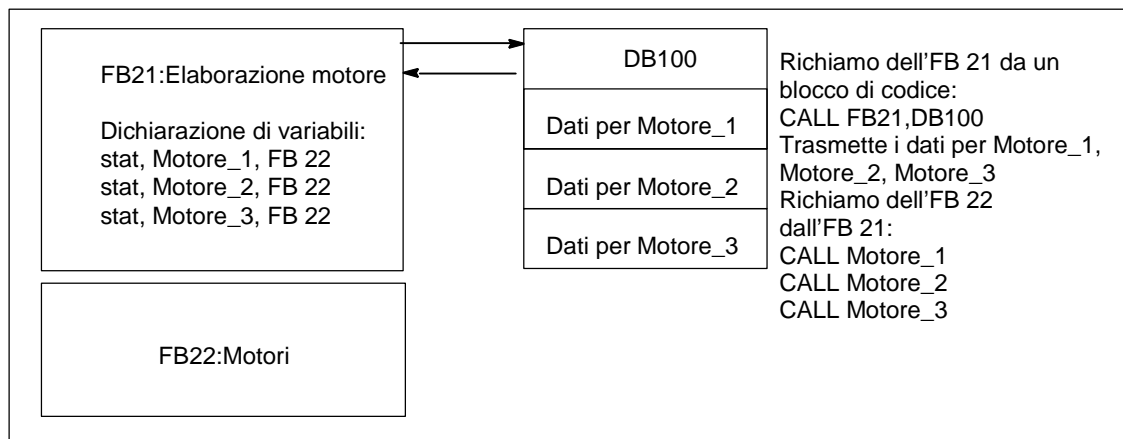 FB21:Elaborazione motore
Dichiarazione di variabili:
stat, Motore_1, FB 22
stat, Motore_2, FB 22
stat, Motore_3, FB 22
FB22:Motori
DB100
Dati per Motore_1
Dati per Motore_2
Dati per Motore_3
Richiamo dell'FB 21 da un
blocco di codice:
CALL FB21,DB100
Trasmette i dati per Motore_1,
Motore_2, Motore_3
Richiamo dell'FB 22
dall'FB 21:
CALL Motore_1
CALL Motore_2
CALL Motore_3